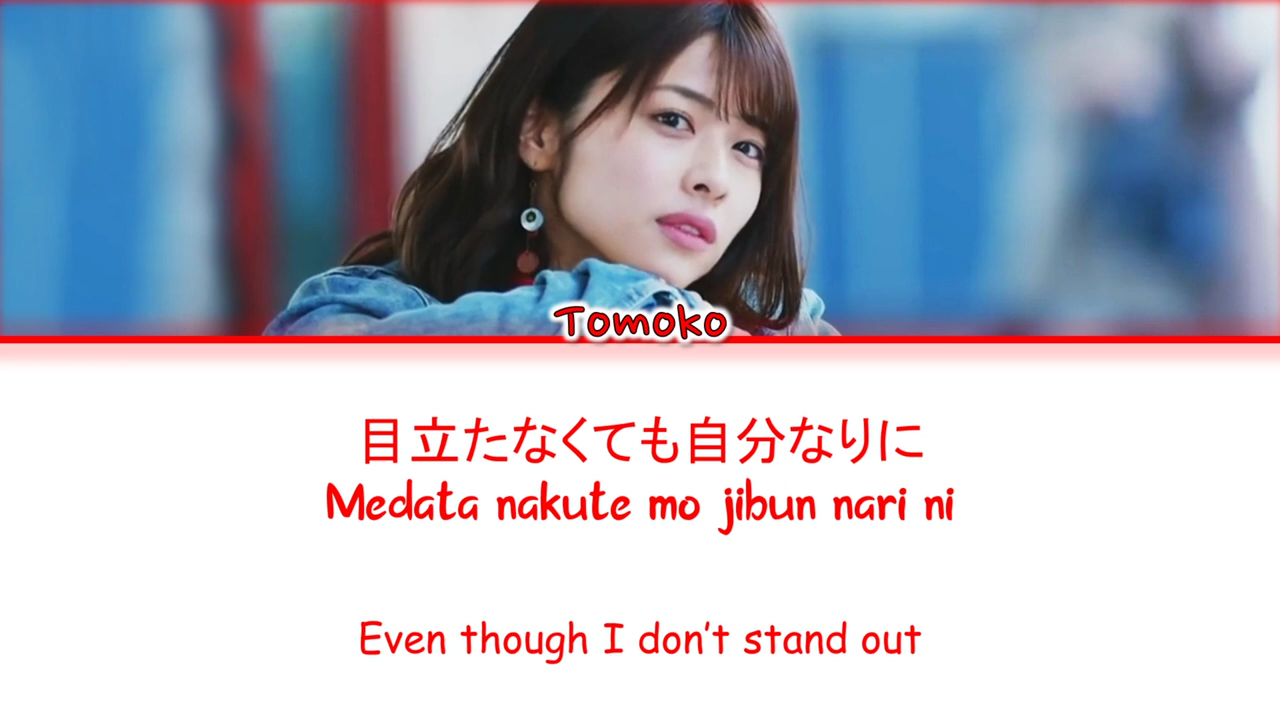 Tomoko
目立たなくても自分なりに
Medata nakute mo jibun nari ni
Even though I don't stand out